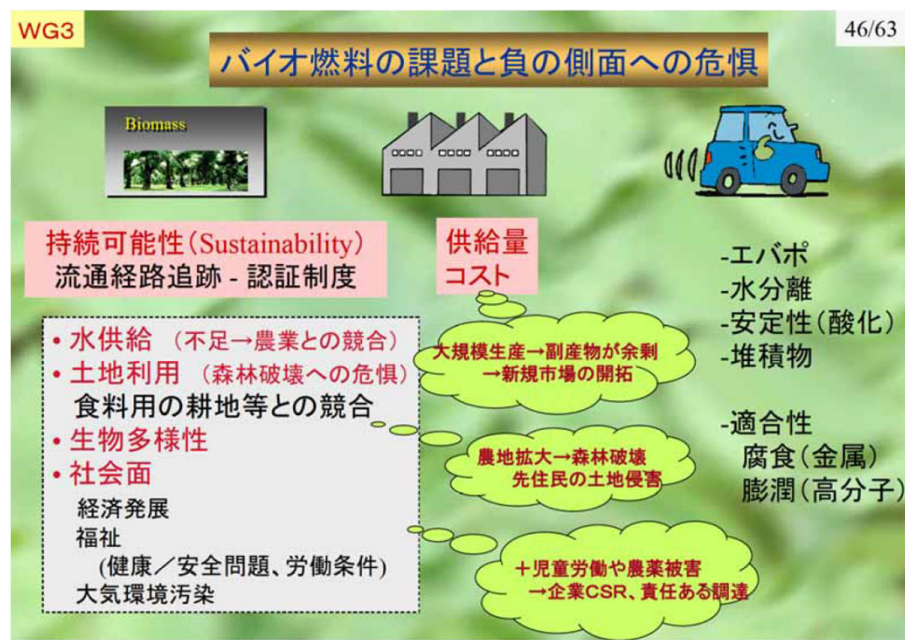 WG3
46/63
バイオ燃料の課題と負の側面への危惧
Biomass
持続可能性(Sustainability)
流通経路追跡 - 認証制度
供給量
コスト
• 水供給 (不足→農業との競合)
• 土地利用 (森林破壊への危惧)
食料用の耕地等との競合
• 生物多様性
• 社会面
経済発展
福祉
(健康／安全問題、労働条件)
大気環境汚染
大規模生産→副産物が余剰
→新規市場の開拓
農地拡大→森林破壊
先住民の土地侵害
＋児童労働や農薬被害
→企業CSR、責任ある調達
-エバポ
-水分離
-安定性(酸化)
-堆積物
-適合性
腐食(金属)
膨潤(高分子)